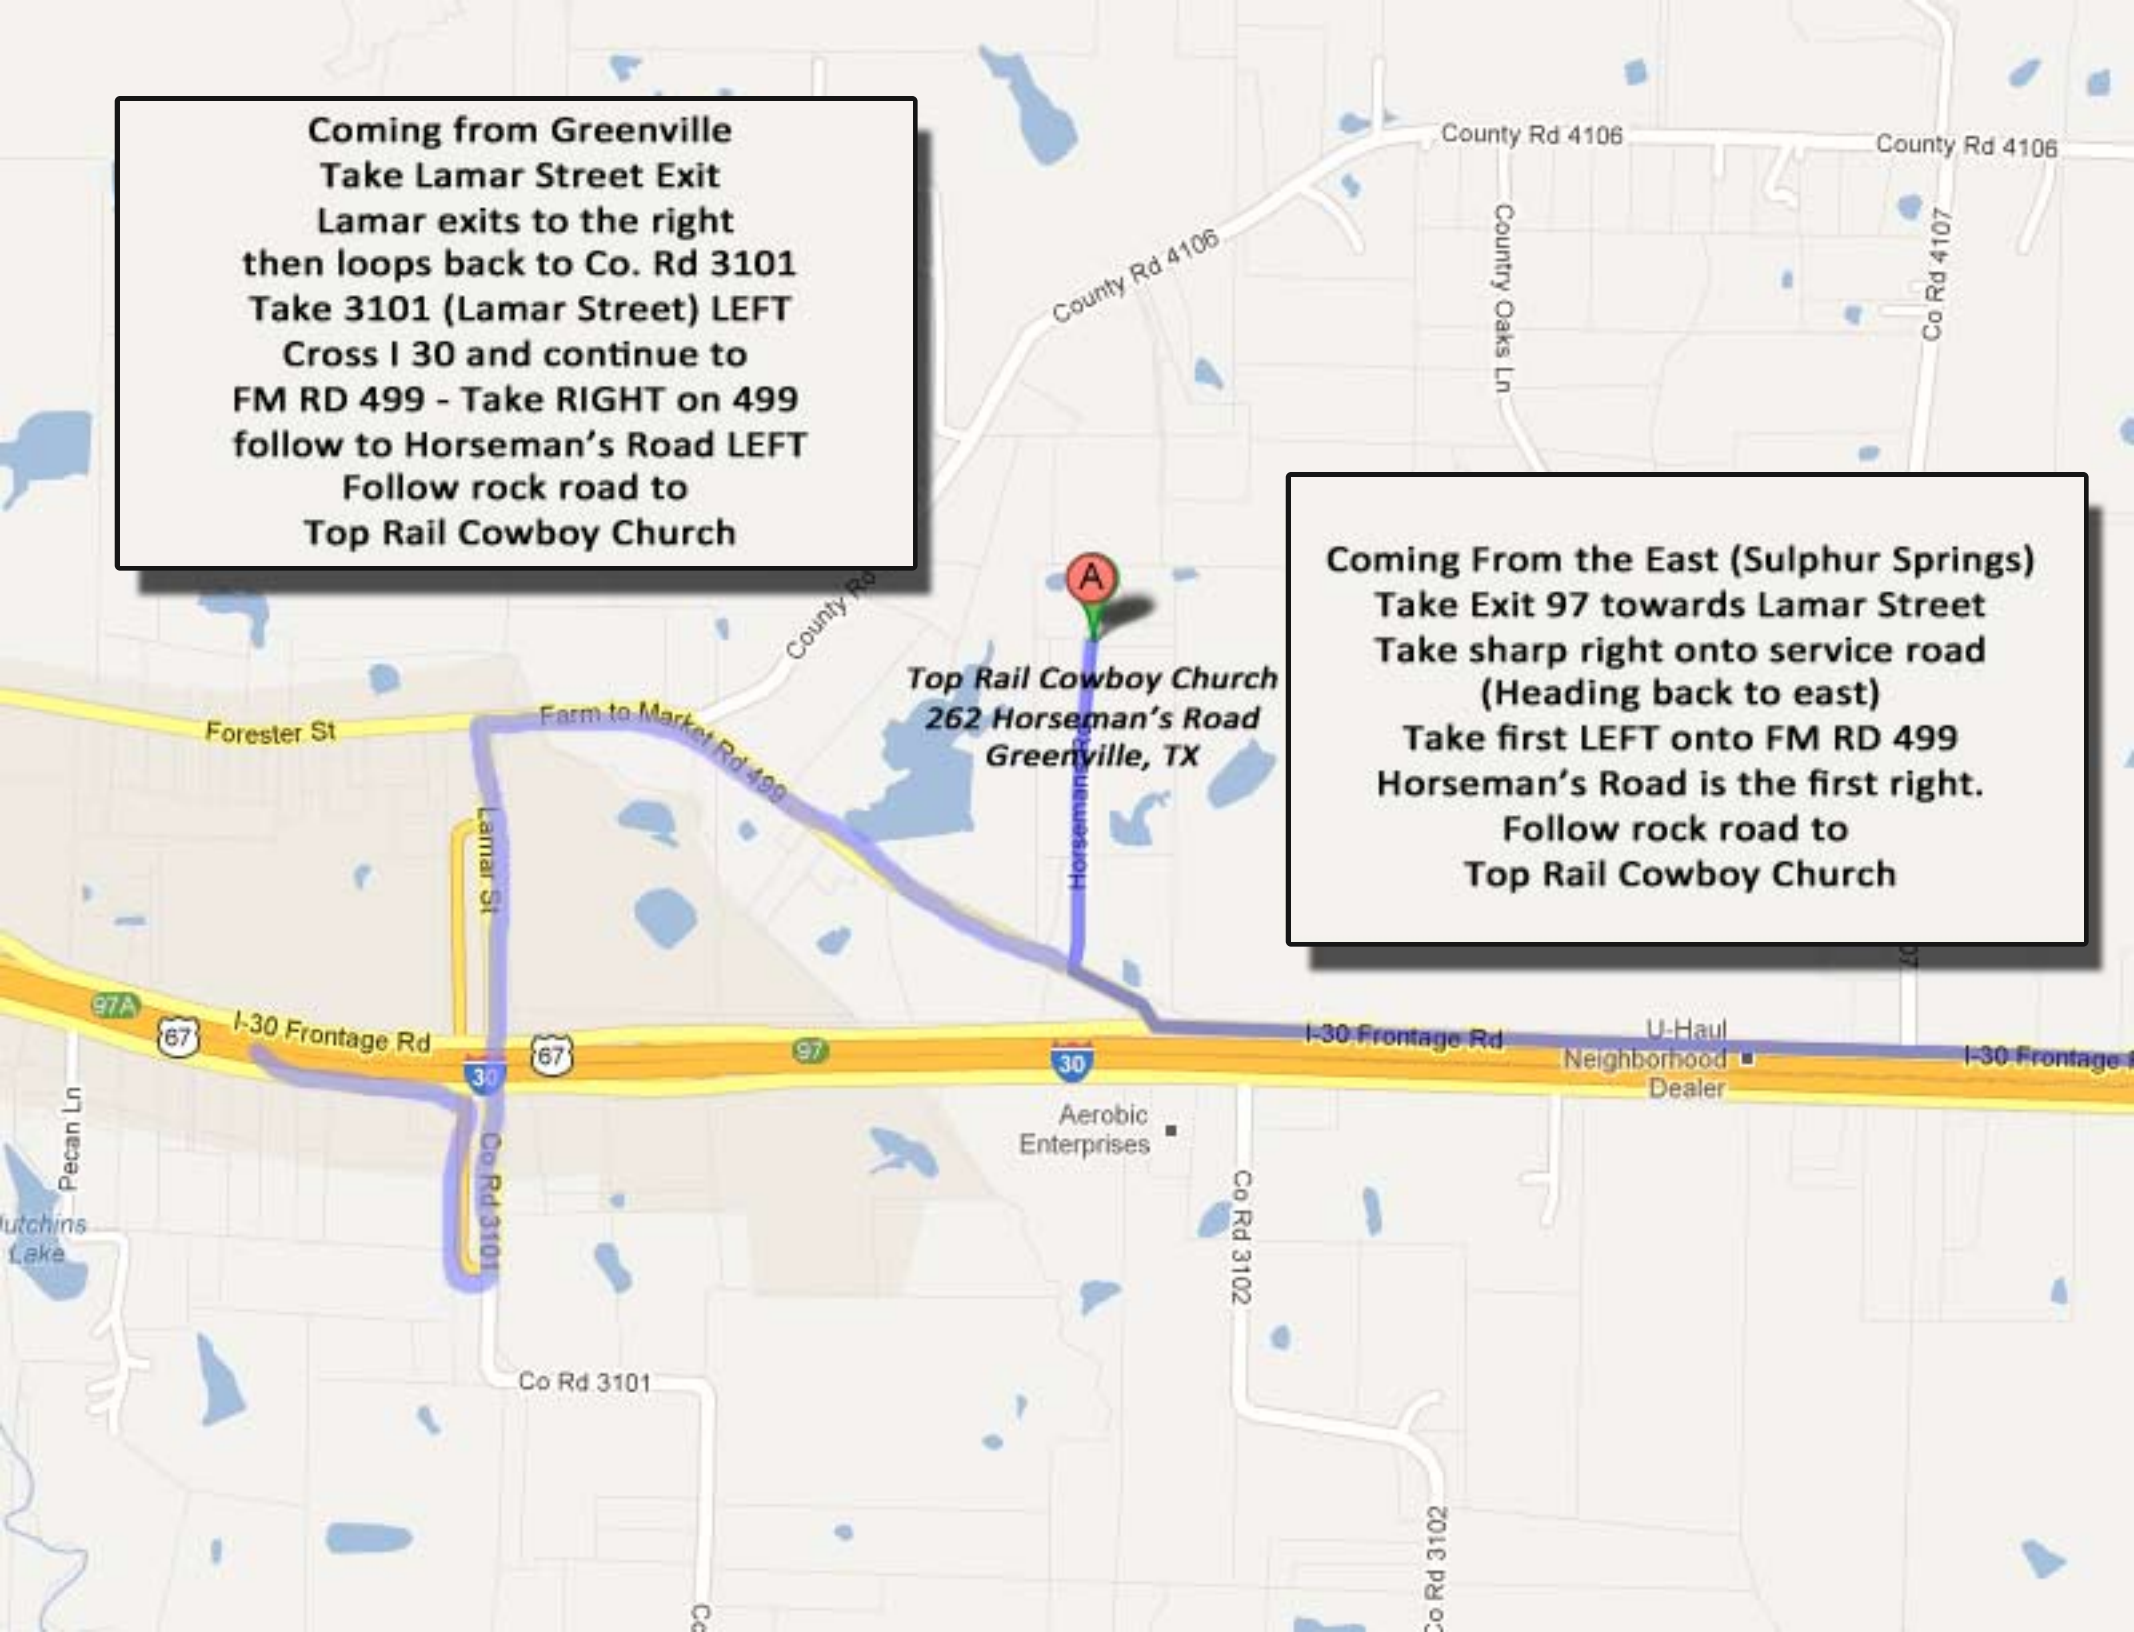 Coming from Greenville
Take Lamar Street Exit
Lamar exits to the right
then loops back to Co. Rd 3101
Take 3101 (Lamar Street) LEFT
Cross I 30 and continue to
FM RD 499 - Take RIGHT on 499
follow to Horseman's Road LEFT
Follow rock road to
Top Rail Cowboy Church
County Rd 4106
County Rd 4106
County Rd 4106
Country Oaks Ln
Co Rd 4107
Coming From the East (Sulphur Springs)
Take Exit 97 towards Lamar Street
Take sharp right onto service road
(Heading back to east)
Take first LEFT onto FM RD 499
Horseman's Road is the first right.
Follow rock road to
Top Rail Cowboy Church
A
County Rd
Top Rail Cowboy Church
262 Horseman's Road
Greenville, TX
Forester St
Farm to Market Rd 499
Lamar St
Horsemans Rd
97A
67
I-30 Frontage Rd
30
67
97
30
I-30 Frontage Rd
U-Haul
Neighborhood
Dealer
I-30 Frontage
07
Aerobic
Enterprises
Pecan Ln
Co Rd 3101
Co Rd 3102
utchins
Lake
Co Rd 3101
Co Rd 3102
Co